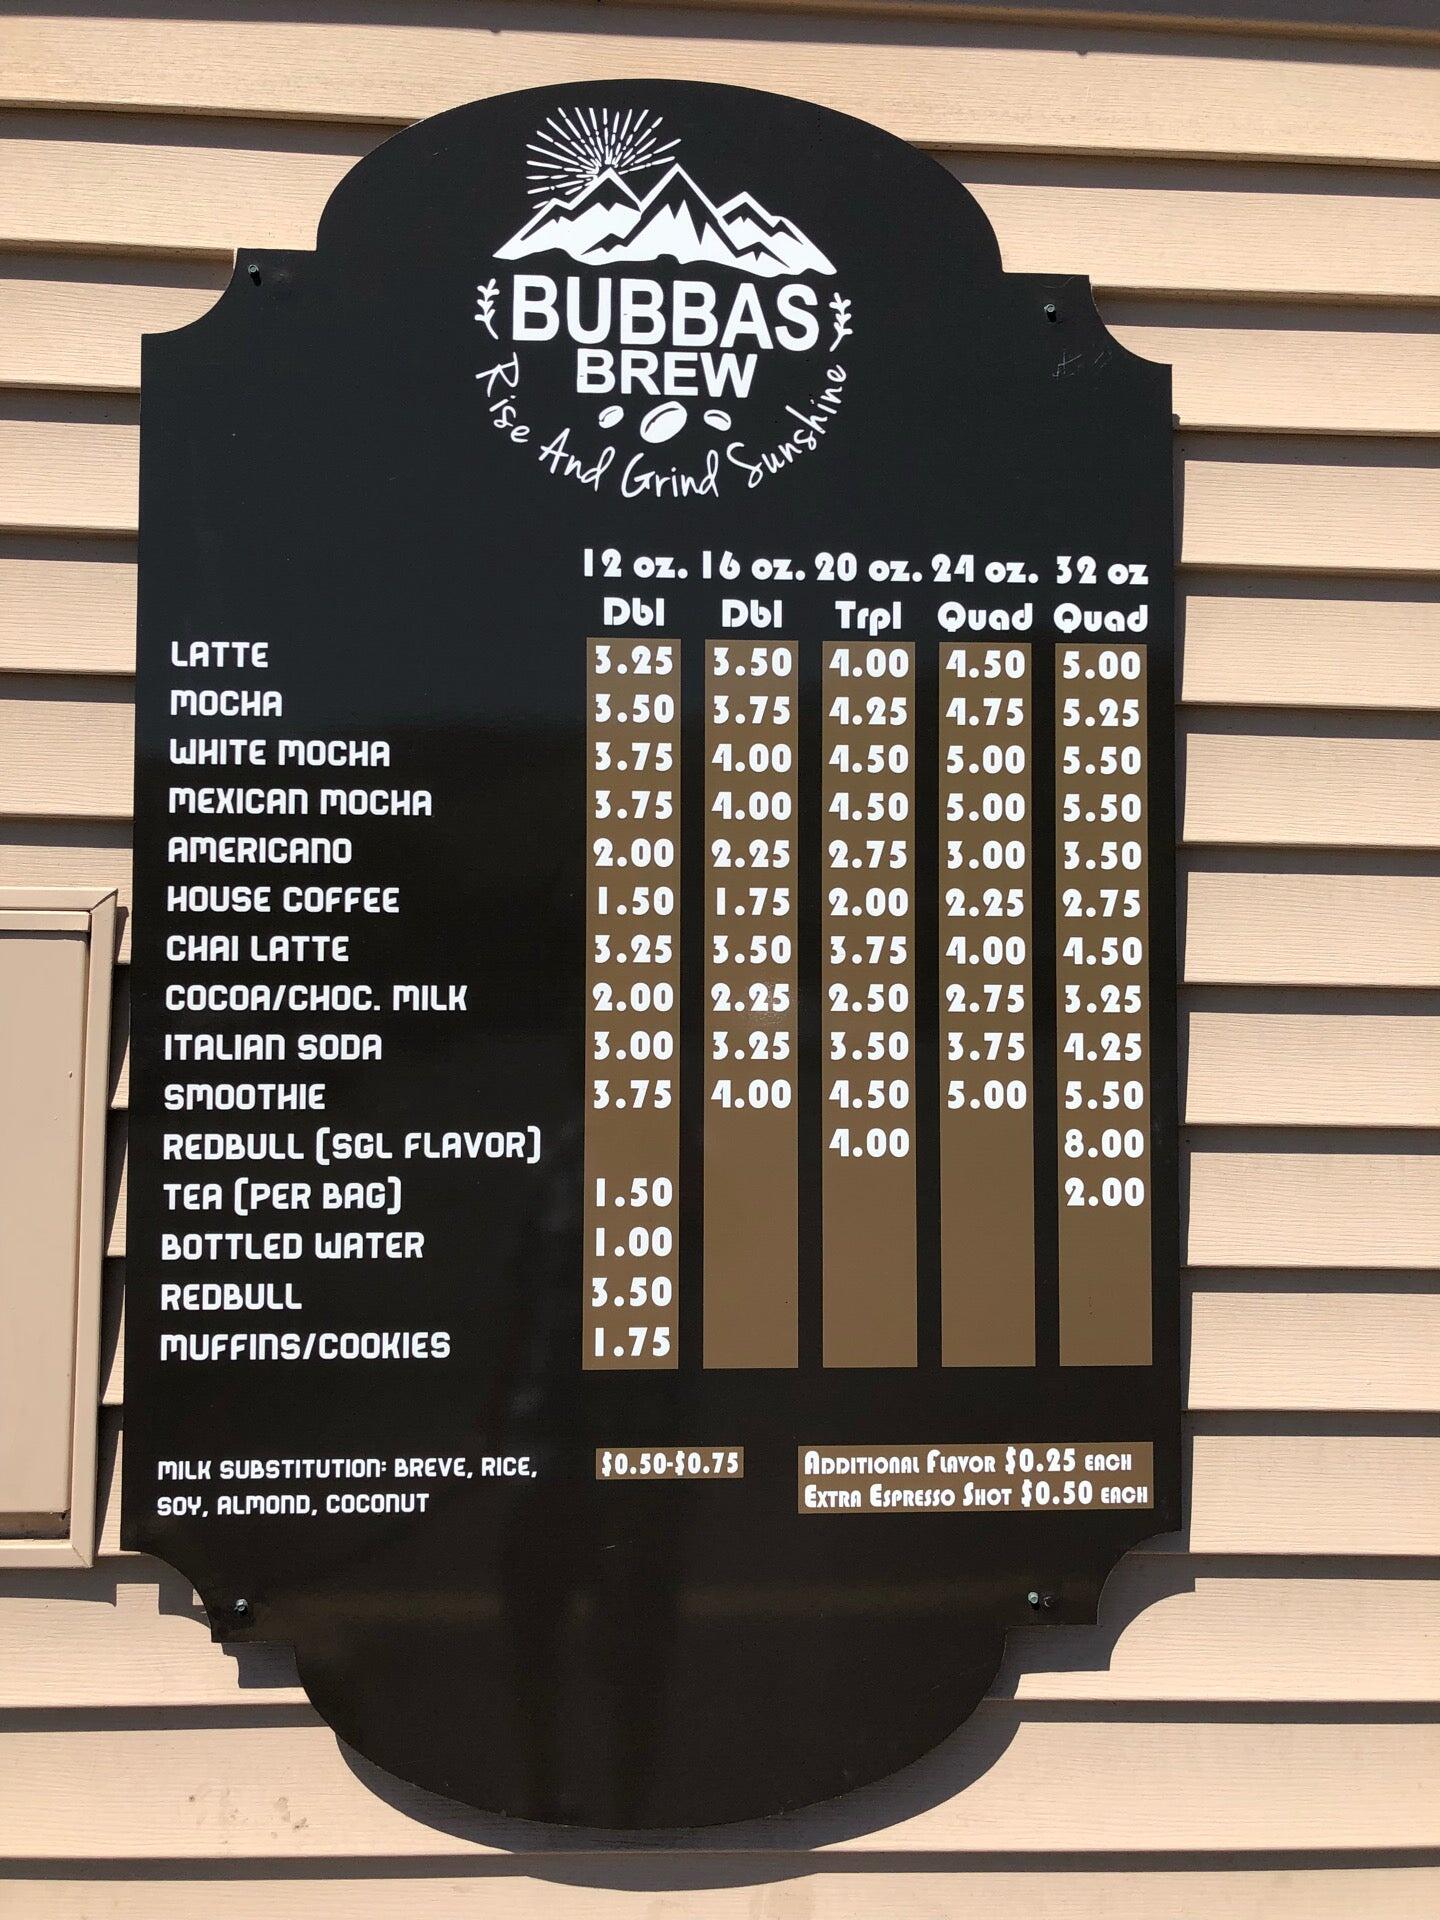 BUBBAS
BREW
Rise And Grind Sunshine
12 oz. 16 oz. 20 oz. 24 oz. 32 oz
Dbl Dbl Trpl Quad Quad
LATTE 3.25 3.50 4.00 4.50 5.00
MOCHA 3.50 3.75 4.25 4.75 5.25
WHITE MOCHA 3.75 4.00 4.50 5.00 5.50
MEXICAN MOCHA 3.75 4.00 4.50 5.00 5.50
AMERICANO 2.00 2.25 2.75 3.00 3.50
HOUSE COFFEE 1.50 1.75 2.00 2.25 2.75
CHAI LATTE 3.25 3.50 3.75 4.00 4.50
COCOA/CHOC. MILK 2.00 2.25 2.50 2.75 3.25
ITALIAN SODA 3.00 3.25 3.50 3.75 4.25
SMOOTHIE 3.75 4.00 4.50 5.00 5.50
REDBULL (SGL FLAVOR) 4.00 8.00
TEA (PER BAG) 1.50 2.00
BOTTLED WATER 1.00
REDBULL 3.50
MUFFINS/COOKIES 1.75
MILK SUBSTITUTION: BREVE, RICE, $0.50-$0.75
SOY, ALMOND, COCONUT
ADDITIONAL FLAVOR $0.25 EACH
EXTRA ESPRESSO SHOT $0.50 EACH